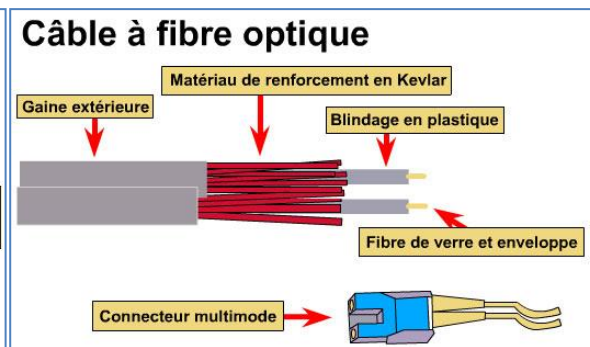 Câble à fibre optique
Matériau de renforcement en Kevlar
Gaine extérieure
Blindage en plastique
Fibre de verre et enveloppe
Connecteur multimode